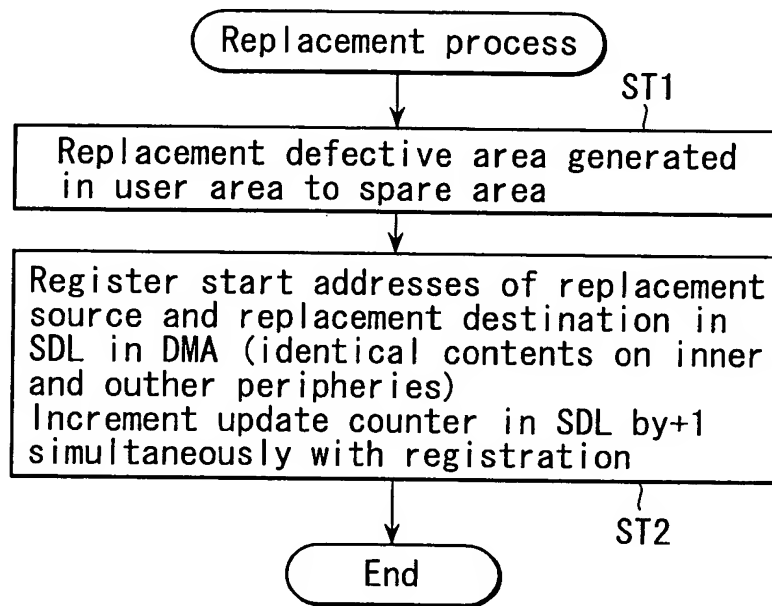 Replacement process
ST1
Replacement defective area generated
in user area to spare area
Register start addresses of replacement
source and replacement destination in
SDL in DMA (identical contents on inner
and outher peripheries)
Increment update counter in SDL by+1
simultaneously with registration
ST2
End